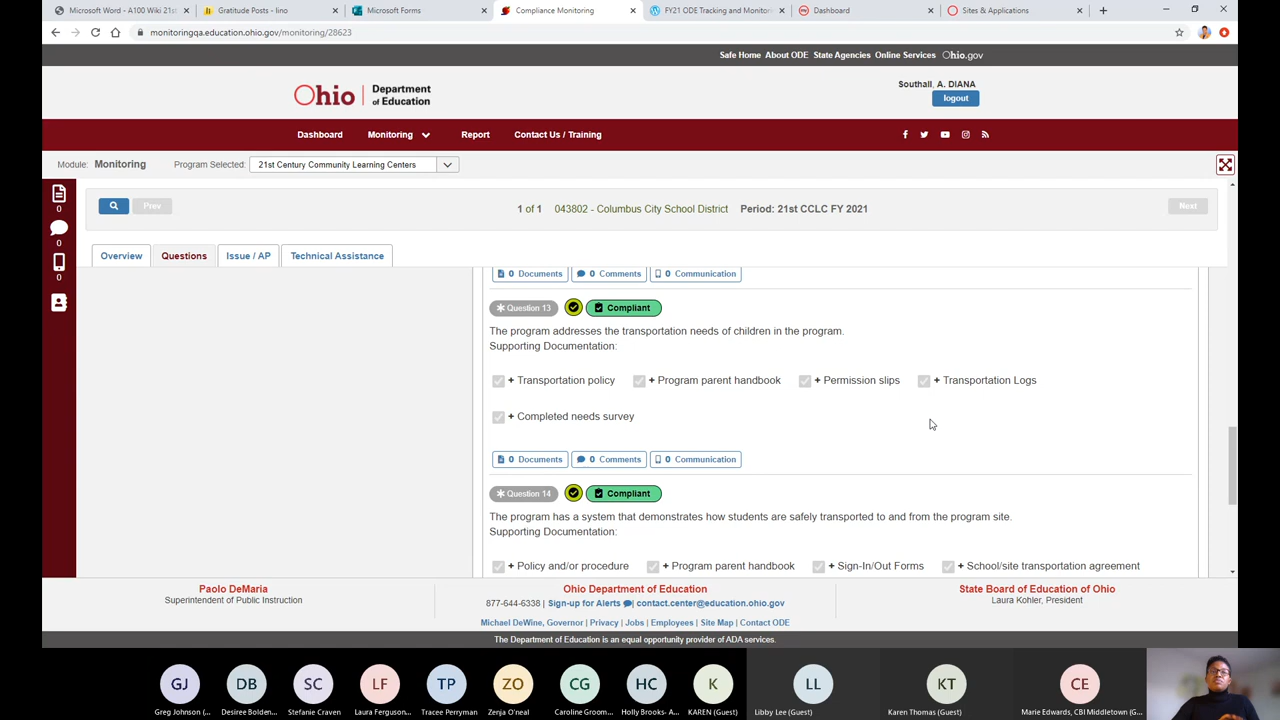 Microsoft Word - A100 Wiki 21st
Gratitude Posts - lino
Microsoft Forms
Compliance Monitoring
FY21 ODE Tracking and Monitori
Dashboard
Sites & Applications
monitoringqa.education.ohio.gov/monitoring/28623
Safe Home About ODE State Agencies Online Services Ohio.gov
Ohio Department of Education
Southall, A. DIANA
logout
Dashboard Monitoring Report Contact Us / Training
Module: Monitoring Program Selected: 21st Century Community Learning Centers
Prev 1 of 1 043802 - Columbus City School District Period: 21st CCLC FY 2021 Next
0
0
0
Overview Questions Issue / AP Technical Assistance
0 Documents 0 Comments 0 Communication
Question 13 Compliant
The program addresses the transportation needs of children in the program.
Supporting Documentation:
+ Transportation policy + Program parent handbook + Permission slips + Transportation Logs
+ Completed needs survey
0 Documents 0 Comments 0 Communication
Question 14 Compliant
The program has a system that demonstrates how students are safely transported to and from the program site.
Supporting Documentation:
+ Policy and/or procedure + Program parent handbook + Sign-In/Out Forms + School/site transportation agreement
Paolo DeMaria
Superintendent of Public Instruction
Ohio Department of Education
877-644-6338 | Sign-up for Alerts | contact.center@education.ohio.gov
Michael DeWine, Governor | Privacy | Jobs | Employees | Site Map | Contact ODE
State Board of Education of Ohio
Laura Kohler, President
The Department of Education is an equal opportunity provider of ADA services.
GJ DB SC LF TP ZO CG HC K LL KT CE
Greg Johnson (... Desiree Bolden... Stefanie Craven Laura Ferguson... Tracee Perryman Zenja O'neal Caroline Groom... Holly Brooks- A... KAREN (Guest) Libby Lee (Guest) Karen Thomas (Guest) Marie Edwards, CBI Middletown (G...